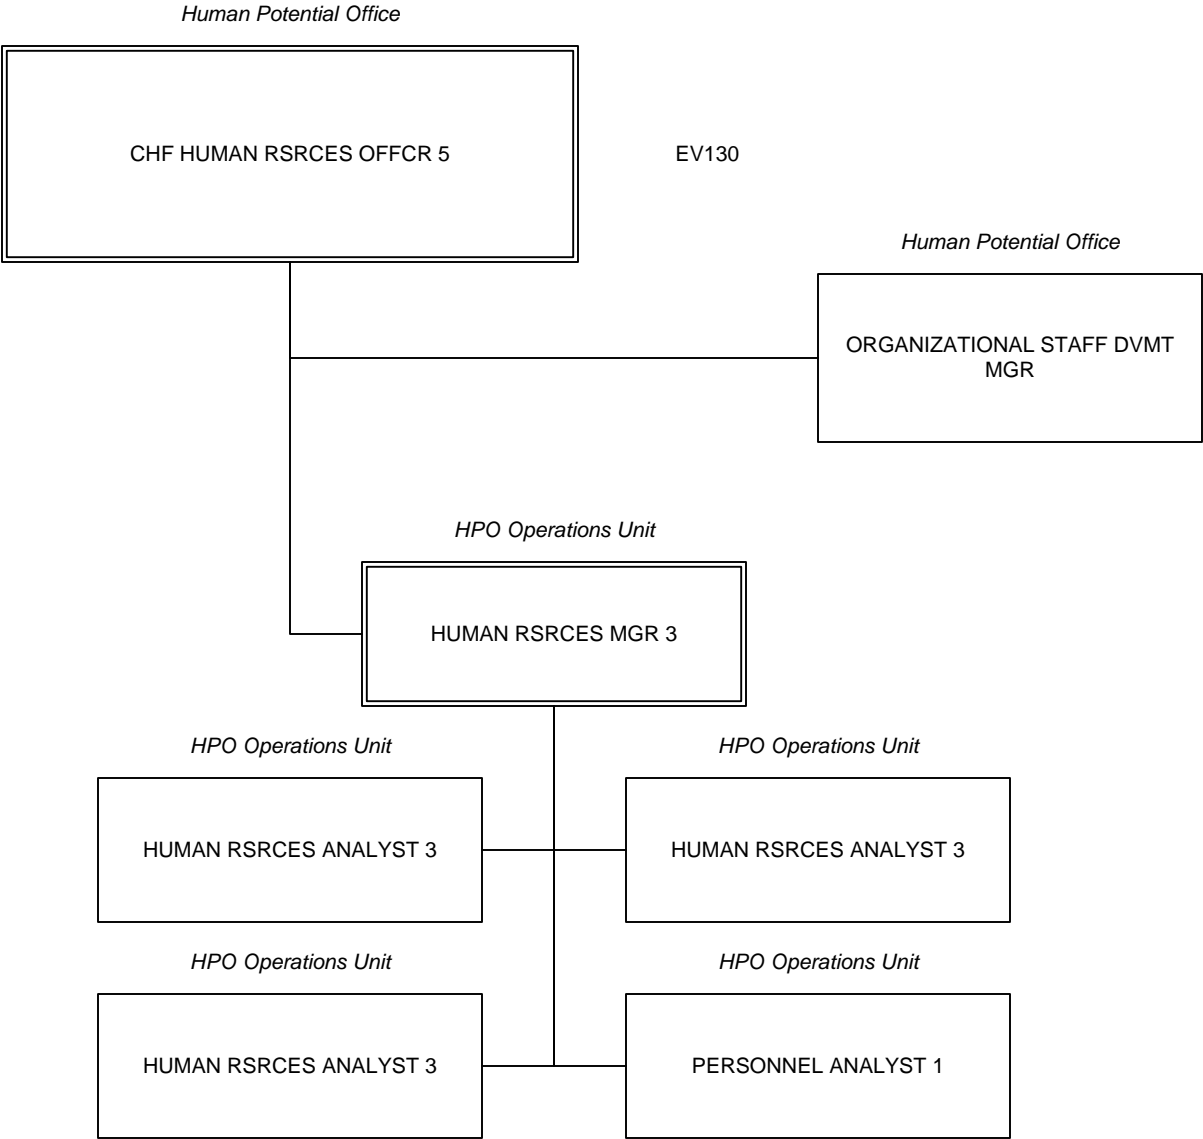 Human Potential Office
CHF HUMAN RSRCES OFFCR 5
EV130
Human Potential Office
ORGANIZATIONAL STAFF DVMT
MGR
HPO Operations Unit
HUMAN RSRCES MGR 3
HPO Operations Unit
HUMAN RSRCES ANALYST 3
HPO Operations Unit
HUMAN RSRCES ANALYST 3
HPO Operations Unit
HUMAN RSRCES ANALYST 3
HPO Operations Unit
PERSONNEL ANALYST 1